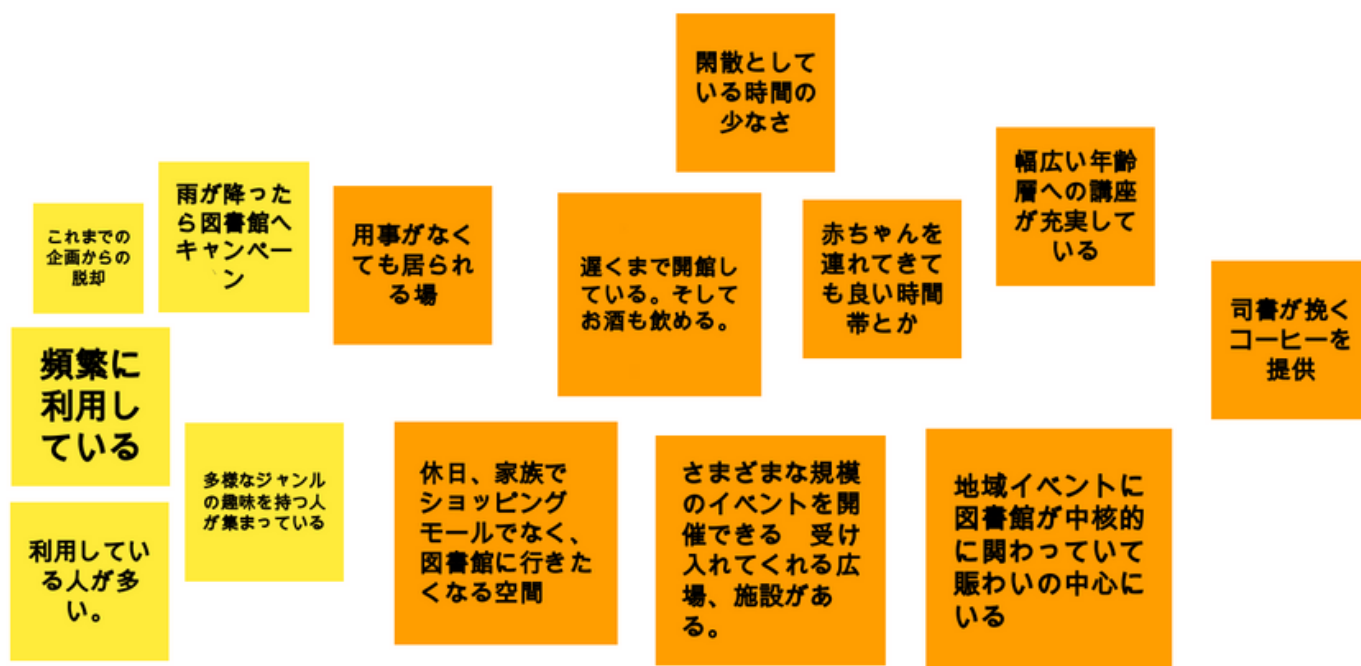 閑散として
いる時間の
少なさ
幅広い年齢
層への講座
が充実して
いる
雨が降った
ら図書館へ
キャンペー
ン
これまでの
企画からの
脱却
用事がなく
ても居られ
る場
遅くまで開館し
ている。そして
お酒も飲める。
赤ちゃんを
連れてきて
も良い時間
帯とか
司書が挽く
コーヒーを
提供
頻繁に
利用し
ている
多様なジャンル
の趣味を持つ人
が集まっている
利用してい
る人が多
い。
休日、家族で
ショッピング
モールでなく、
図書館に行きた
くなる空間
さまざまな規模
のイベントを開
催できる　受け
入れてくれる広
場、施設があ
る。
地域イベントに
図書館が中核的
に関わっていて
賑わいの中心に
いる